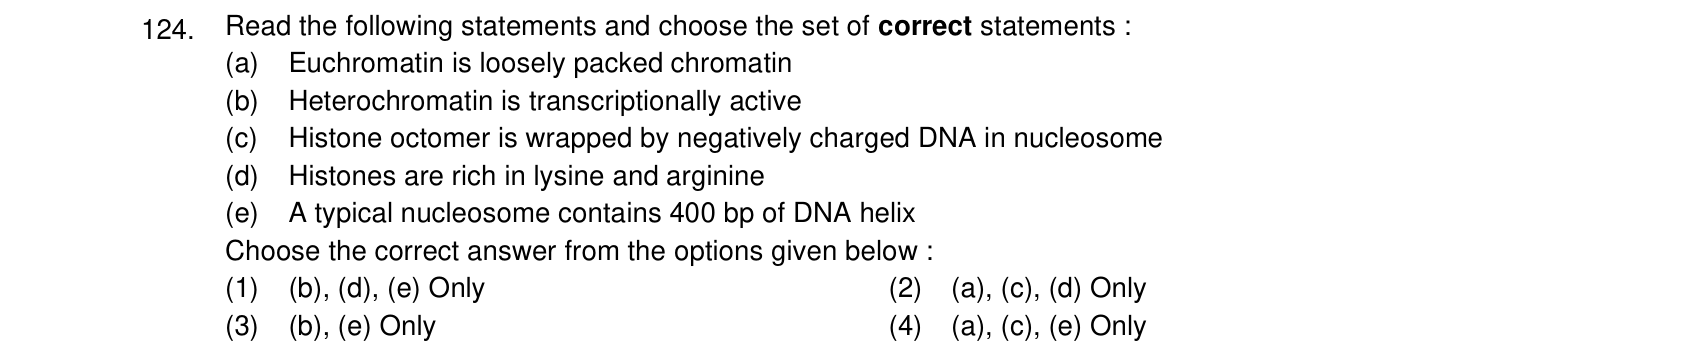 124. Read the following statements and choose the set of correct statements :
(a) Euchromatin is loosely packed chromatin
(b) Heterochromatin is transcriptionally active
(c) Histone octomer is wrapped by negatively charged DNA in nucleosome
(d) Histones are rich in lysine and arginine
(e) A typical nucleosome contains 400 bp of DNA helix
Choose the correct answer from the options given below :
(1) (b), (d), (e) Only (2) (a), (c), (d) Only
(3) (b), (e) Only (4) (a), (c), (e) Only